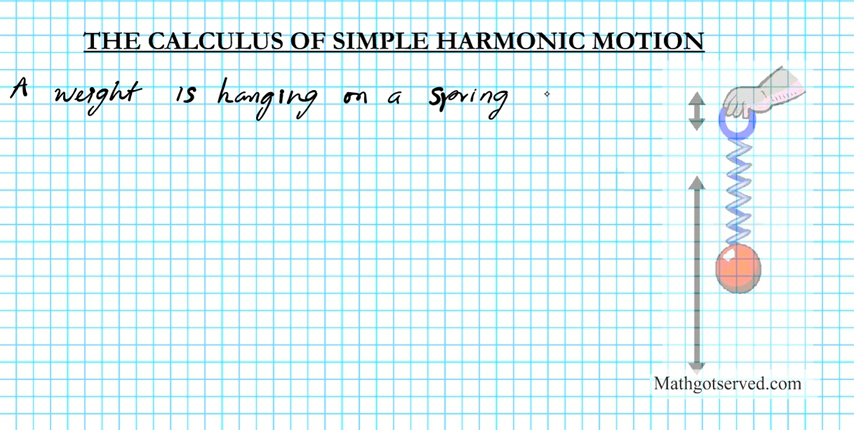 THE CALCULUS OF SIMPLE HARMONIC MOTION
A weight is hanging on a spring
Mathgotserved.com